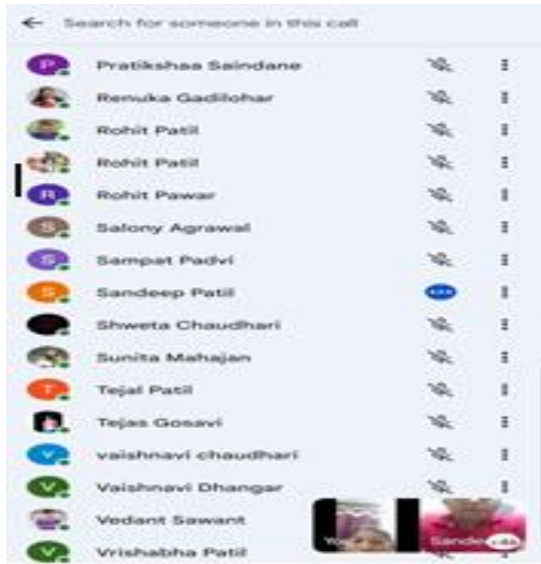 Search for someone in this call
P Pratikshaa Saindane
Renuka Gadilohar
Rohit Patil
Rohit Patil
R Rohit Pawar
S Salony Agrawal
S Sampat Padvi
S Sandeep Patil
Shweta Chaudhari
Sunita Mahajan
T Tejal Patil
Tejas Gosavi
V vaishnavi chaudhari
V Vaishnavi Dhangar
Vedant Sawant
V Vrishabha Patil